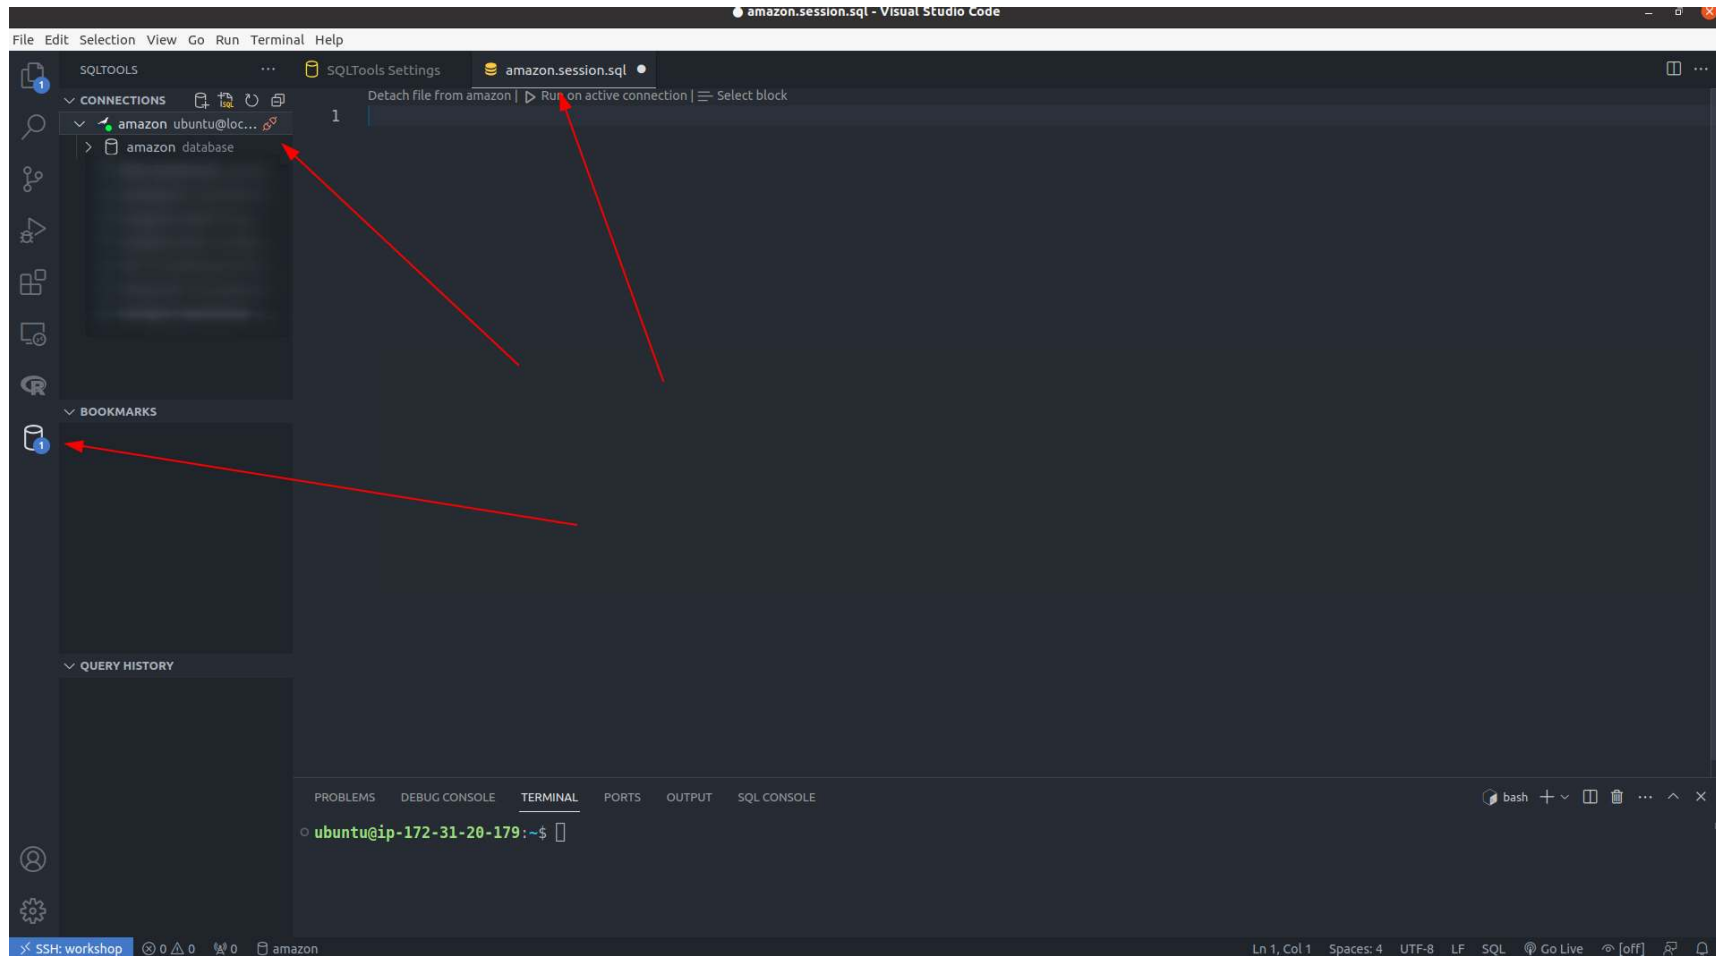 amazon.session.sql - Visual Studio Code
File Edit Selection View Go Run Terminal Help
SQLTOOLS
SQLTools Settings
amazon.session.sql
CONNECTIONS
Detach file from amazon | Run on active connection | Select block
1
amazon ubuntu@loc...
amazon database
1
BOOKMARKS
1
QUERY HISTORY
PROBLEMS DEBUG CONSOLE TERMINAL PORTS OUTPUT SQL CONSOLE
bash
ubuntu@ip-172-31-20-179:~$
SSH: workshop 0 0 0 amazon
Ln 1, Col 1 Spaces: 4 UTF-8 LF SQL Go Live [off]